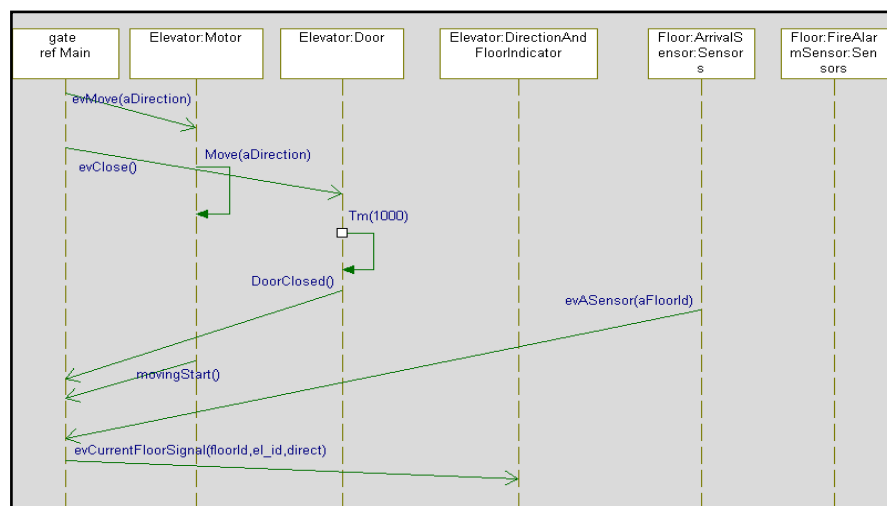 gate
ref Main
Elevator:Motor
Elevator:Door
Elevator:DirectionAnd
FloorIndicator
Floor:ArrivalS
ensor:Sensor
s
Floor:FireAlar
mSensor:Sen
sors
evMove(aDirection)
Move(aDirection)
evClose()
Tm(1000)
DoorClosed()
evASensor(aFloorId)
movingStart()
evCurrentFloorSignal(floorId,el_id,direct)